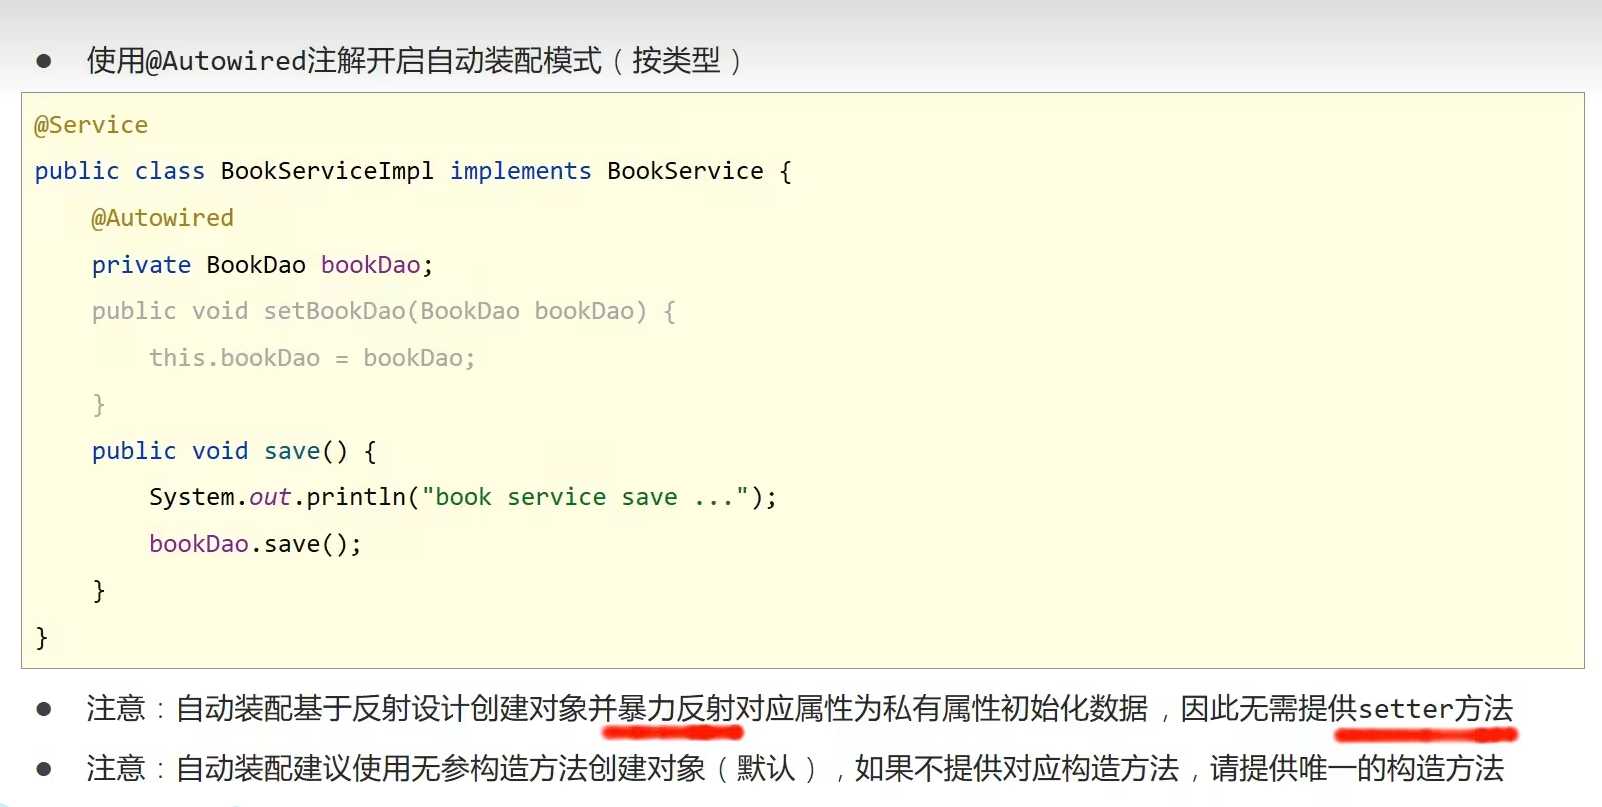 ● 使用@Autowired注解开启自动装配模式（按类型）
@Service
public class BookServiceImpl implements BookService {
    @Autowired
    private BookDao bookDao;
    public void setBookDao(BookDao bookDao) {
        this.bookDao = bookDao;
    }
    public void save() {
        System.out.println("book service save ...");
        bookDao.save();
    }
}
● 注意：自动装配基于反射设计创建对象并暴力反射对应属性为私有属性初始化数据，因此无需提供setter方法
● 注意：自动装配建议使用无参构造方法创建对象（默认），如果不提供对应构造方法，请提供唯一的构造方法